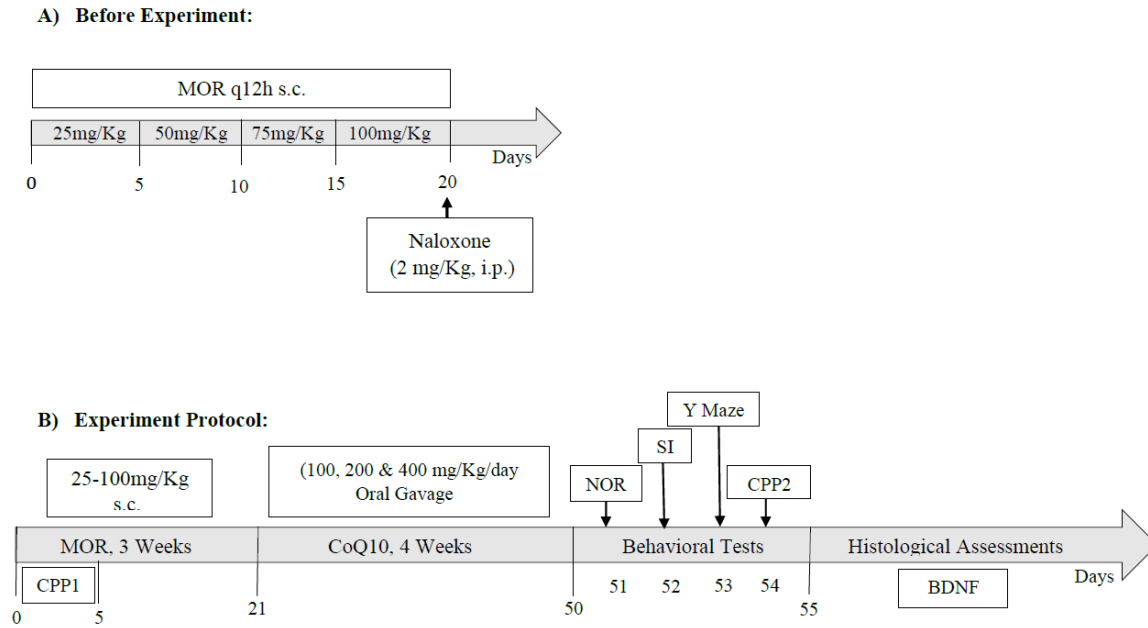 A) Before Experiment:
MOR q12h s.c.
25mg/Kg 50mg/Kg 75mg/Kg 100mg/Kg
Days
0 5 10 15 20
Naloxone
(2 mg/Kg, i.p.)
B) Experiment Protocol:
Y Maze
SI
25-100mg/Kg
s.c.
(100, 200 & 400 mg/Kg/day
Oral Gavage
NOR
CPP2
MOR, 3 Weeks CoQ10, 4 Weeks Behavioral Tests Histological Assessments
Days
CPP1
51 52 53 54
BDNF
0 5 21 50 55